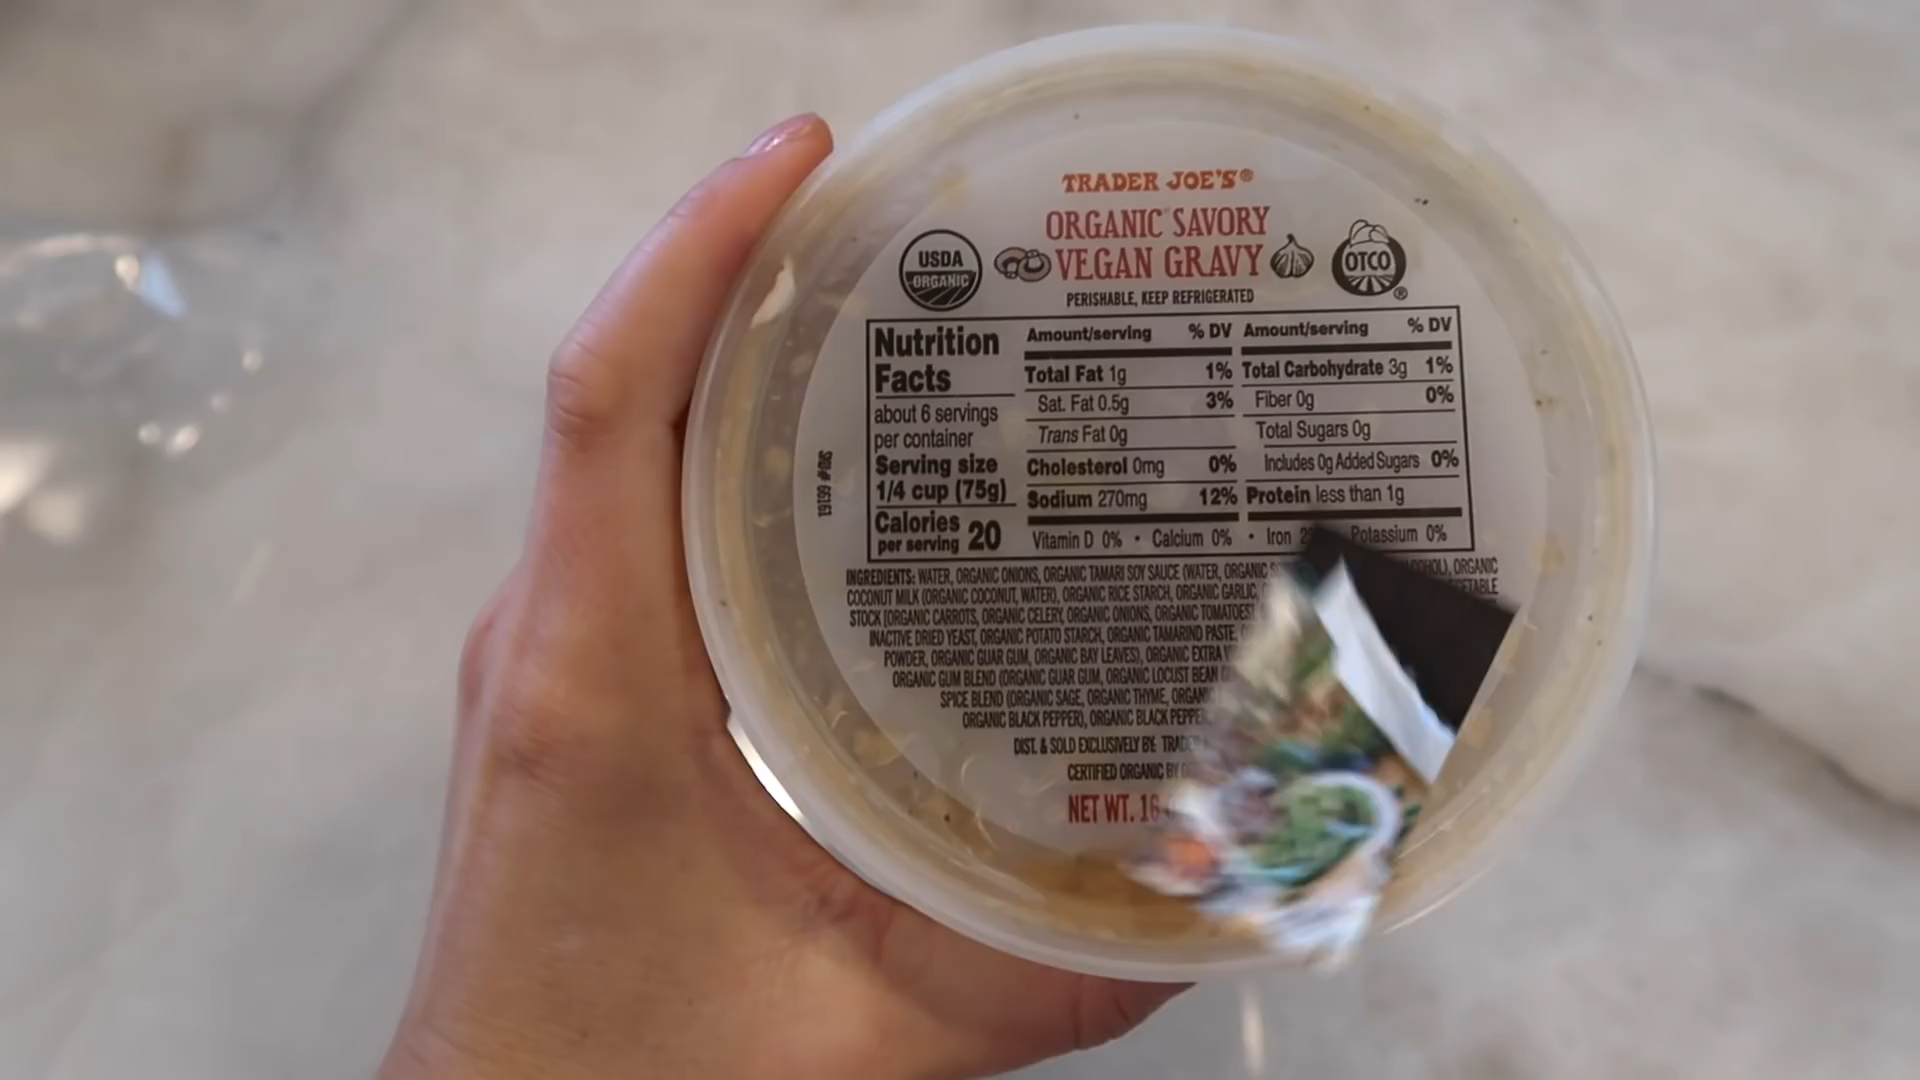 TRADER JOE'S®
ORGANIC SAVORY
VEGAN GRAVY
USDA
ORGANIC
OTCO
®
PERISHABLE, KEEP REFRIGERATED
Nutrition
Facts
about 6 servings
per container
Serving size
1/4 cup (75g)
Calories
per serving 20
Amount/serving % DV
Total Fat 1g 1%
Sat. Fat 0.5g 3%
Trans Fat 0g
Cholesterol 0mg 0%
Sodium 270mg 12%
Amount/serving % DV
Total Carbohydrate 3g 1%
Fiber 0g 0%
Total Sugars 0g
Includes 0g Added Sugars 0%
Protein less than 1g
Vitamin D 0% • Calcium 0% • Iron Potassium 0%
SKU# 66161
INGREDIENTS: WATER, ORGANIC ONIONS, ORGANIC TAMARI SOY SAUCE (WATER, ORGANIC ORGANIC
COCONUT MILK (ORGANIC COCONUT, WATER), ORGANIC RICE STARCH, ORGANIC GARLIC,
STOCK [ORGANIC CARROTS, ORGANIC CELERY, ORGANIC ONIONS, ORGANIC TOMATOES]
INACTIVE DRIED YEAST, ORGANIC POTATO STARCH, ORGANIC TAMARIND PASTE,
POWDER, ORGANIC GUAR GUM, ORGANIC BAY LEAVES), ORGANIC EXTRA
ORGANIC GUM BLEND (ORGANIC GUAR GUM, ORGANIC LOCUST BEAN
SPICE BLEND (ORGANIC SAGE, ORGANIC THYME,
ORGANIC BLACK PEPPER), ORGANIC BLACK
DIST. & SOLD EXCLUSIVELY BY:
CERTIFIED ORGANIC BY
NET WT. 16